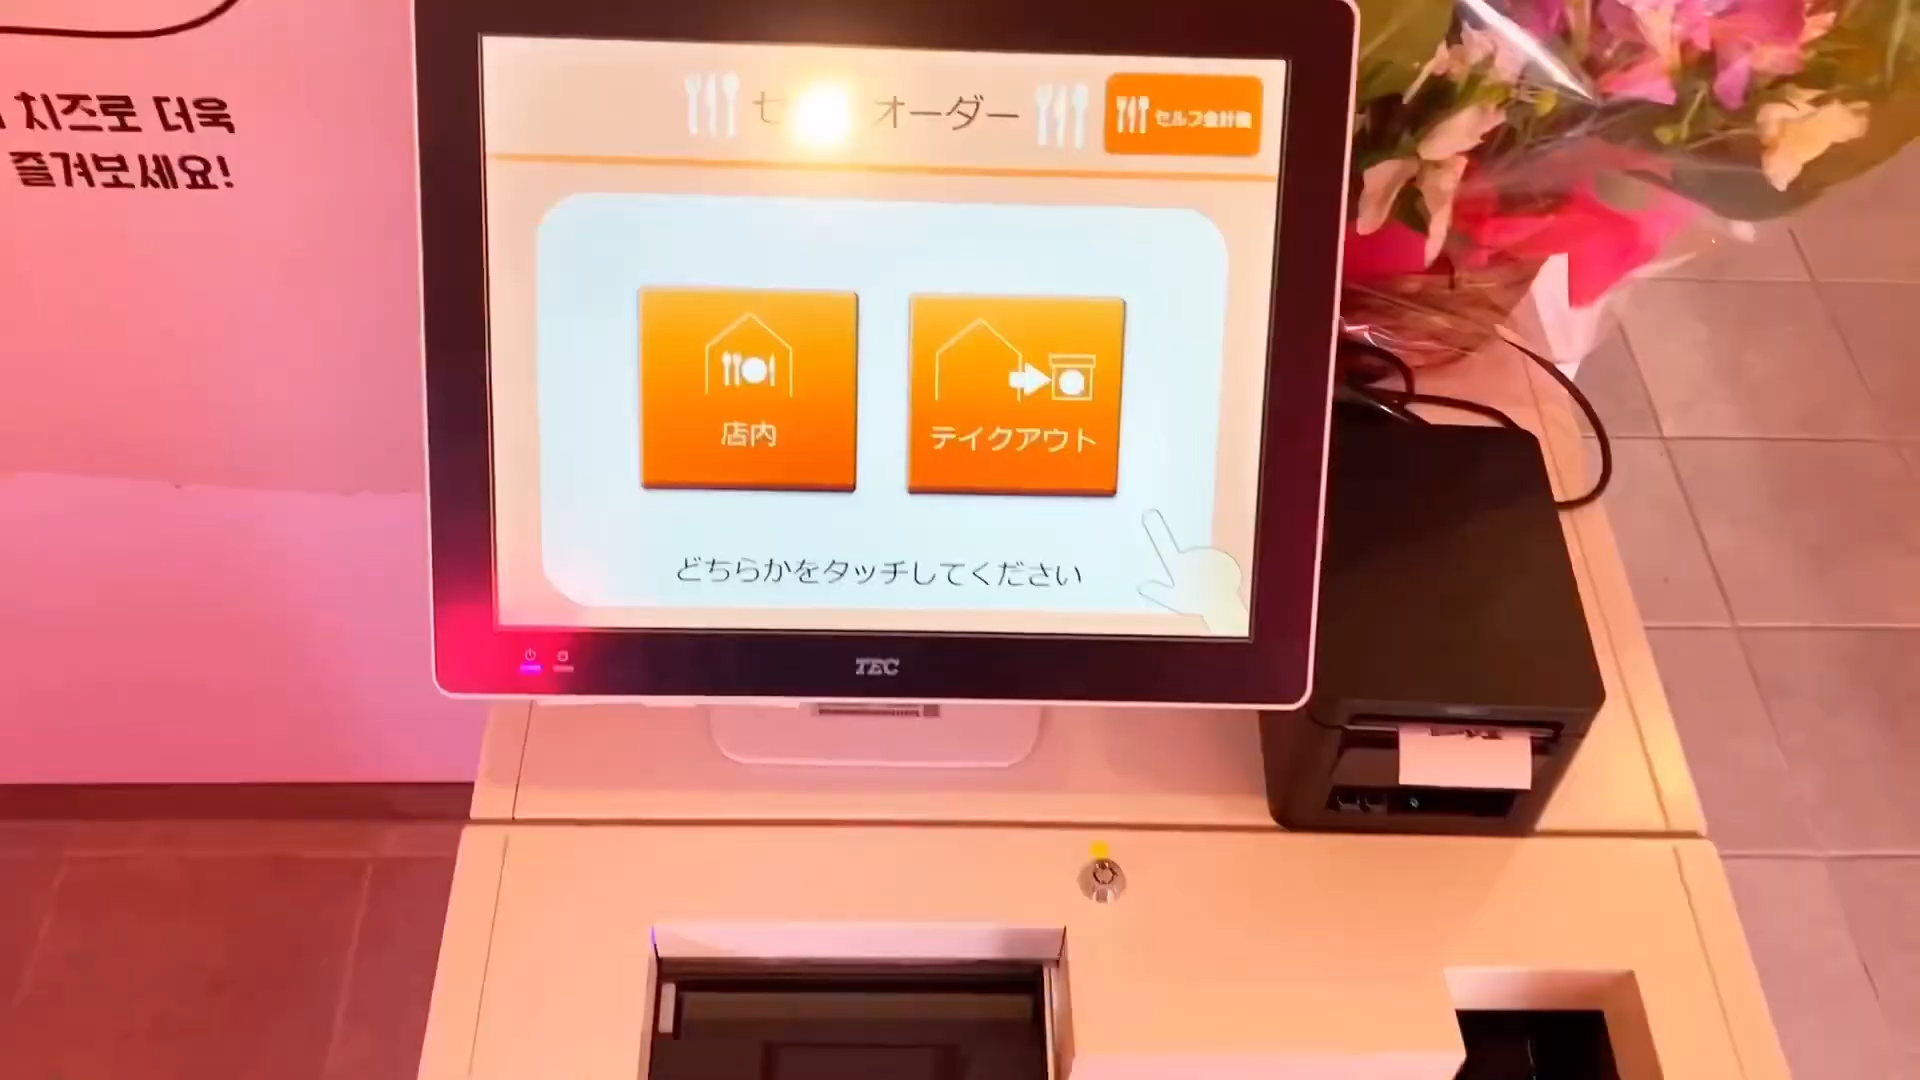 치즈로 더욱
즐겨보세요!
セ オーダー
セルフ会計機
店内
テイクアウト
どちらかをタッチしてください
TEC